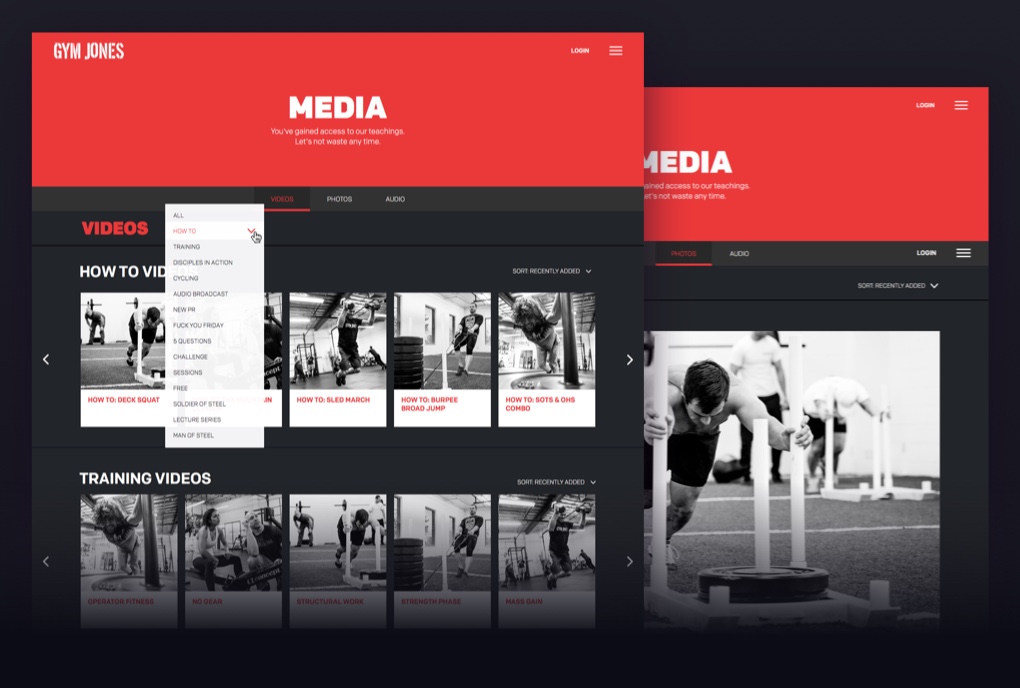 GYM JONES
LOGIN
MEDIA
You've gained access to our teachings.
Let's not waste any time.
VIDEOS
PHOTOS
AUDIO
VIDEOS
ALL
HOW TO
TRAINING
DISCIPLES IN ACTION
CYCLING
AUDIO BROADCAST
NEW PR
FUCK YOU FRIDAY
5 QUESTIONS
CHALLENGE
SESSIONS
FREE
SOLDIER OF STEEL
LECTURE SERIES
MAN OF STEEL
HOW TO VIDEOS
SORT: RECENTLY ADDED
HOW TO: DECK SQUAT
HOW TO: SLED MARCH
HOW TO: BURPEE
BROAD JUMP
HOW TO: SOTS & OHS
COMBO
TRAINING VIDEOS
SORT: RECENTLY ADDED
OPERATOR FITNESS
NO GEAR
STRUCTURAL WORK
STRENGTH PHASE
MASS GAIN
LOGIN
MEDIA
ained access to our teachings.
et's not waste any time.
PHOTOS
AUDIO
LOGIN
SORT: RECENTLY ADDED